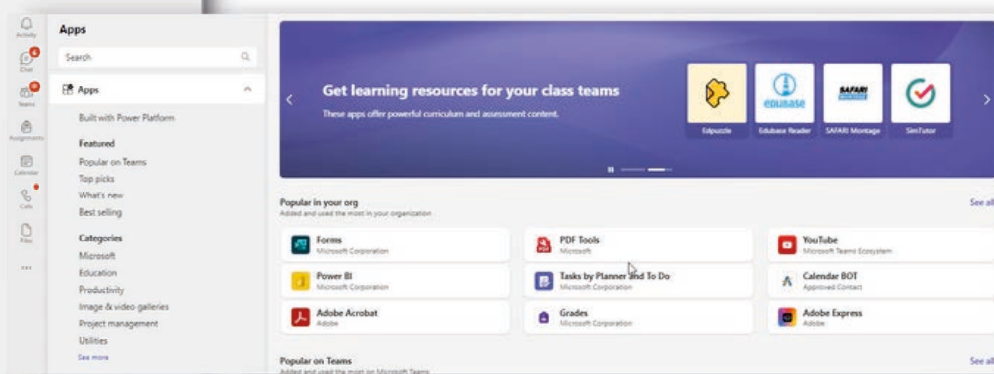 Activity
Chat
Teams
Assignments
Calendar
Calls
Files
Apps
Search
Apps
Built with Power Platform
Featured
Popular on Teams
Top picks
What's new
Best selling
Categories
Microsoft
Education
Productivity
Image & video galleries
Project management
Utilities
See more
Get learning resources for your class teams
These apps offer powerful curriculum and assessment content.
EDUBASE
SAFARI
Edpuzzle
Edubase Reader
SAFARI Montage
SimTutor
Popular in your org
See all
Added and used the most in your organization
Forms
Microsoft Corporation
PDF
PDF Tools
Microsoft
YouTube
Microsoft Teams Ecosystem
Power BI
Microsoft Corporation
Tasks by Planner and To Do
Microsoft Corporation
Calendar BOT
Approved Contact
Adobe Acrobat
Adobe
Grades
Microsoft Corporation
Adobe Express
Adobe
Popular on Teams
See all
Added and used the most on Microsoft Teams